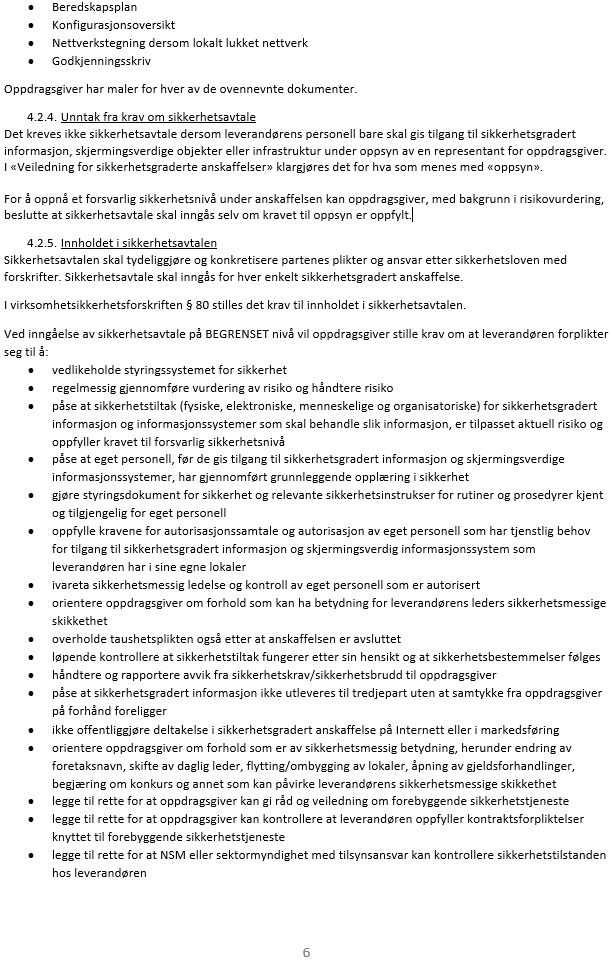 • Beredskapsplan
• Konfigurasjonsoversikt
• Nettverkstegning dersom lokalt lukket nettverk
• Godkjenningsskriv
Oppdragsgiver har maler for hver av de ovennevnte dokumenter.
4.2.4. Unntak fra krav om sikkerhetsavtale
Det kreves ikke sikkerhetsavtale dersom leverandørens personell bare skal gis tilgang til sikkerhetsgradert
informasjon, skjermingsverdige objekter eller infrastruktur under oppsyn av en representant for oppdragsgiver.
I «Veiledning for sikkerhetsgraderte anskaffelser» klargjøres det for hva som menes med «oppsyn».
For å oppnå et forsvarlig sikkerhetsnivå under anskaffelsen kan oppdragsgiver, med bakgrunn i risikovurdering,
beslutte at sikkerhetsavtale skal inngås selv om kravet til oppsyn er oppfylt.
4.2.5. Innholdet i sikkerhetsavtalen
Sikkerhetsavtalen skal tydeliggjøre og konkretisere partenes plikter og ansvar etter sikkerhetsloven med
forskrifter. Sikkerhetsavtale skal inngås for hver enkelt sikkerhetsgradert anskaffelse.
I virksomhetsikkerhetsforskriften § 80 stilles det krav til innholdet i sikkerhetsavtalen.
Ved inngåelse av sikkerhetsavtale på BEGRENSET nivå vil oppdragsgiver stille krav om at leverandøren forplikter
seg til å:
• vedlikeholde styringssystemet for sikkerhet
• regelmessig gjennomføre vurdering av risiko og håndtere risiko
• påse at sikkerhetstiltak (fysiske, elektroniske, menneskelige og organisatoriske) for sikkerhetsgradert
informasjon og informasjonssystemer som skal behandle slik informasjon, er tilpasset aktuell risiko og
oppfyller kravet til forsvarlig sikkerhetsnivå
• påse at eget personell, før de gis tilgang til sikkerhetsgradert informasjon og skjermingsverdige
informasjonssystemer, har gjennomført grunnleggende opplæring i sikkerhet
• gjøre styringsdokument for sikkerhet og relevante sikkerhetsinstrukser for rutiner og prosedyrer kjent
og tilgjengelig for eget personell
• oppfylle kravene for autorisasjonssamtale og autorisasjon av eget personell som har tjenstlig behov
for tilgang til sikkerhetsgradert informasjon og skjermingsverdig informasjonssystem som
leverandøren har i sine egne lokaler
• ivareta sikkerhetsmessig ledelse og kontroll av eget personell som er autorisert
• orientere oppdragsgiver om forhold som kan ha betydning for leverandørens leders sikkerhetsmessige
skikkethet
• overholde taushetsplikten også etter at anskaffelsen er avsluttet
• løpende kontrollere at sikkerhetstiltak fungerer etter sin hensikt og at sikkerhetsbestemmelser følges
• håndtere og rapportere avvik fra sikkerhetskrav/sikkerhetsbrudd til oppdragsgiver
• påse at sikkerhetsgradert informasjon ikke utleveres til tredjepart uten at samtykke fra oppdragsgiver
på forhånd foreligger
• ikke offentliggjøre deltakelse i sikkerhetsgradert anskaffelse på Internett eller i markedsføring
• orientere oppdragsgiver om forhold som er av sikkerhetsmessig betydning, herunder endring av
foretaksnavn, skifte av daglig leder, flytting/ombygging av lokaler, åpning av gjeldsforhandlinger,
begjæring om konkurs og annet som kan påvirke leverandørens sikkerhetsmessige skikkethet
• legge til rette for at oppdragsgiver kan gi råd og veiledning om forebyggende sikkerhetstjeneste
• legge til rette for at oppdragsgiver kan kontrollere at leverandøren oppfyller kontraktsforpliktelser
knyttet til forebyggende sikkerhetstjeneste
• legge til rette for at NSM eller sektormyndighet med tilsynsansvar kan kontrollere sikkerhetstilstanden
hos leverandøren
6